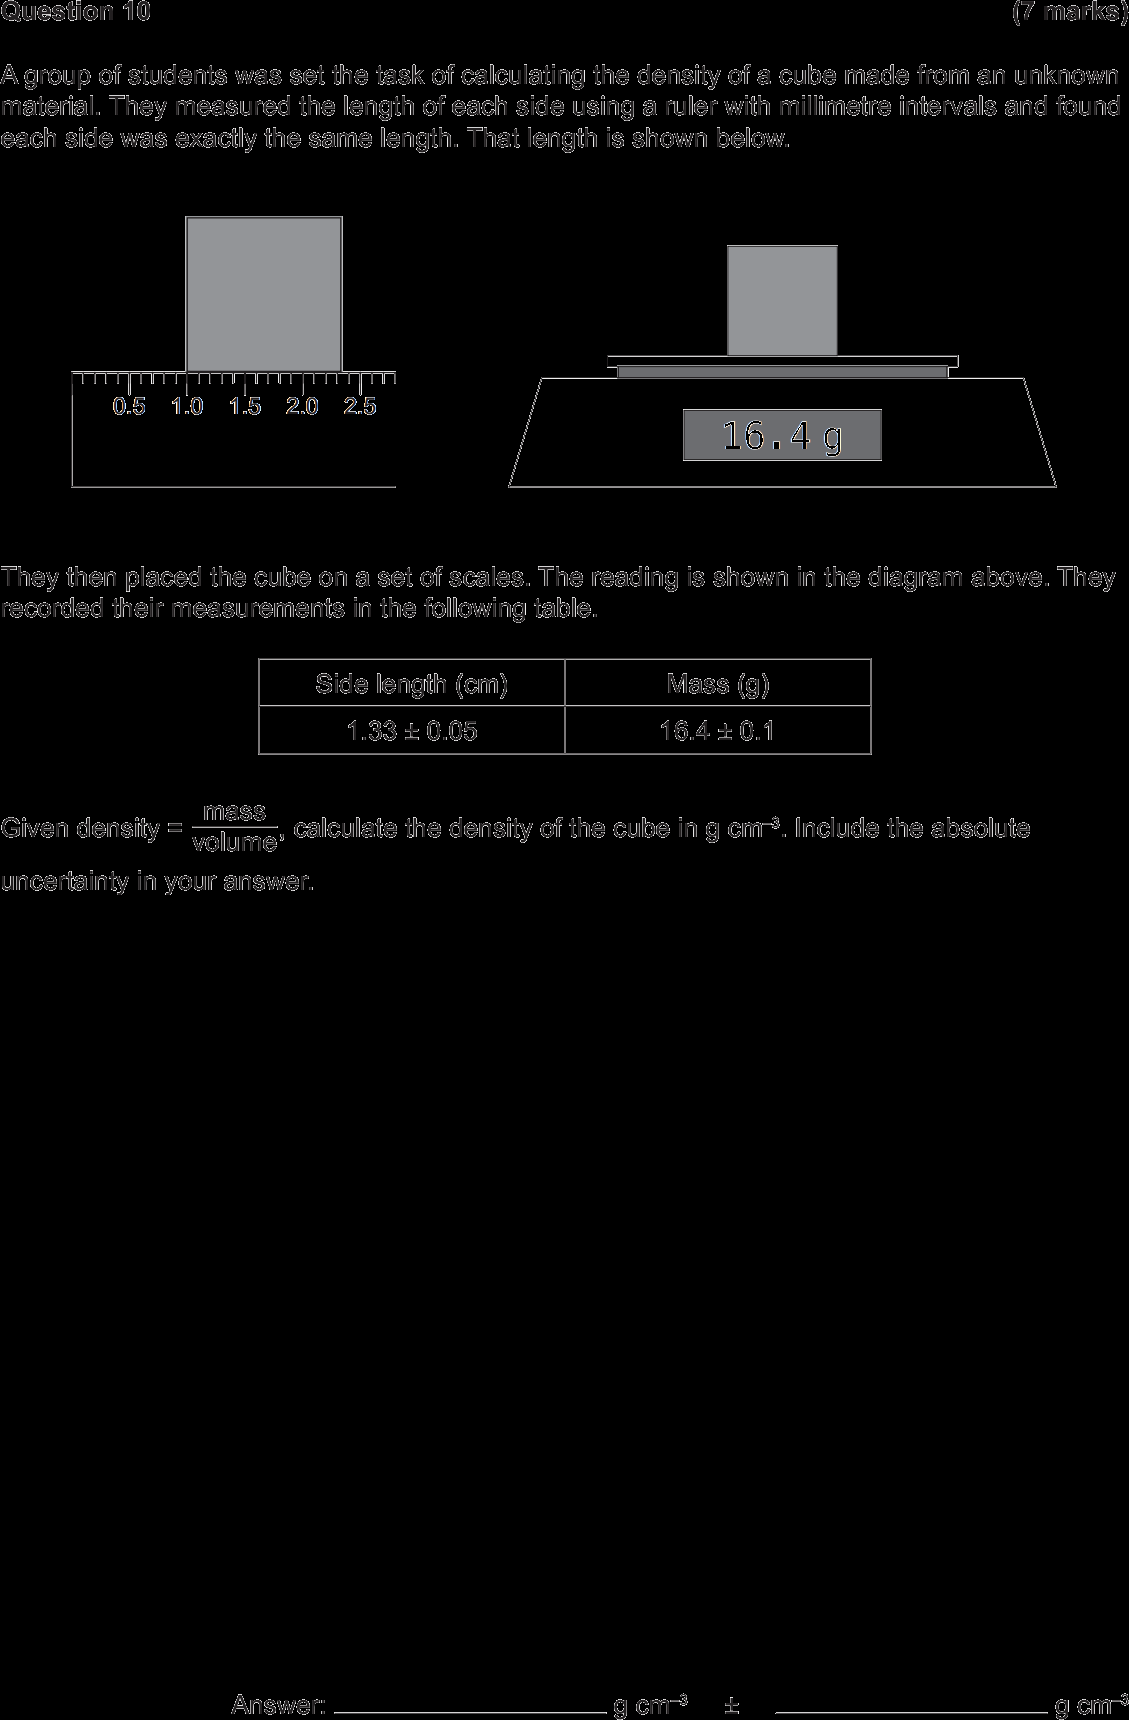 Question 10 (7 marks)
A group of students was set the task of calculating the density of a cube made from an unknown
material. They measured the length of each side using a ruler with millimetre intervals and found
each side was exactly the same length. That length is shown below.
0.5 1.0 1.5 2.0 2.5
16.4 g
They then placed the cube on a set of scales. The reading is shown in the diagram above. They
recorded their measurements in the following table.
Side length (cm) Mass (g)
1.33 ± 0.05 16.4 ± 0.1
Given density = mass/volume, calculate the density of the cube in g cm⁻³. Include the absolute
uncertainty in your answer.
Answer: ____________________ g cm⁻³ ± ____________________ g cm⁻³